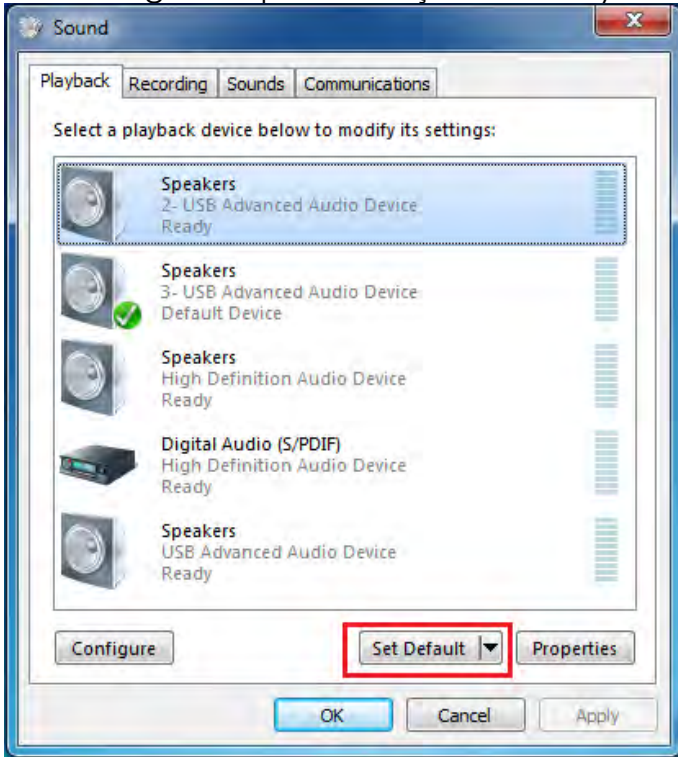 Sound
Playback Recording Sounds Communications
Select a playback device below to modify its settings:
Speakers
2- USB Advanced Audio Device
Ready
Speakers
3- USB Advanced Audio Device
Default Device
Speakers
High Definition Audio Device
Ready
Digital Audio (S/PDIF)
High Definition Audio Device
Ready
Speakers
USB Advanced Audio Device
Ready
Configure Set Default Properties
OK Cancel Apply